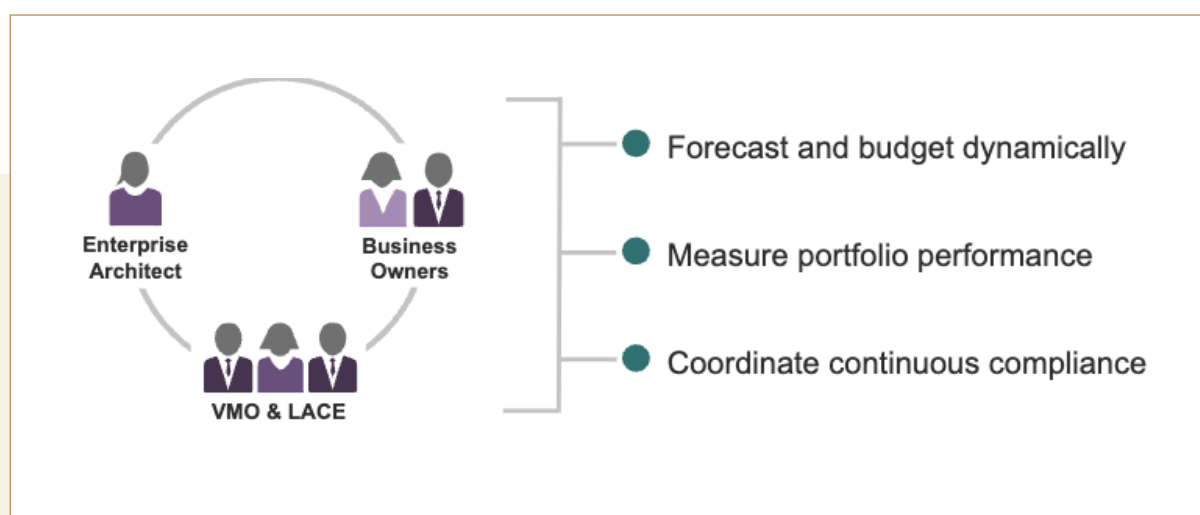 Enterprise
Architect
Business
Owners
VMO & LACE
Forecast and budget dynamically
Measure portfolio performance
Coordinate continuous compliance